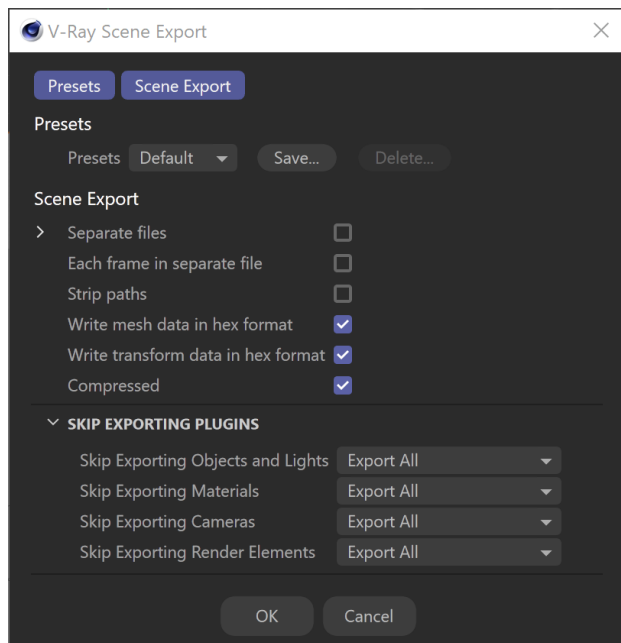 V-Ray Scene Export
Presets Scene Export
Presets
Presets Default Save... Delete...
Scene Export
Separate files
Each frame in separate file
Strip paths
Write mesh data in hex format
Write transform data in hex format
Compressed
SKIP EXPORTING PLUGINS
Skip Exporting Objects and Lights Export All
Skip Exporting Materials Export All
Skip Exporting Cameras Export All
Skip Exporting Render Elements Export All
OK Cancel